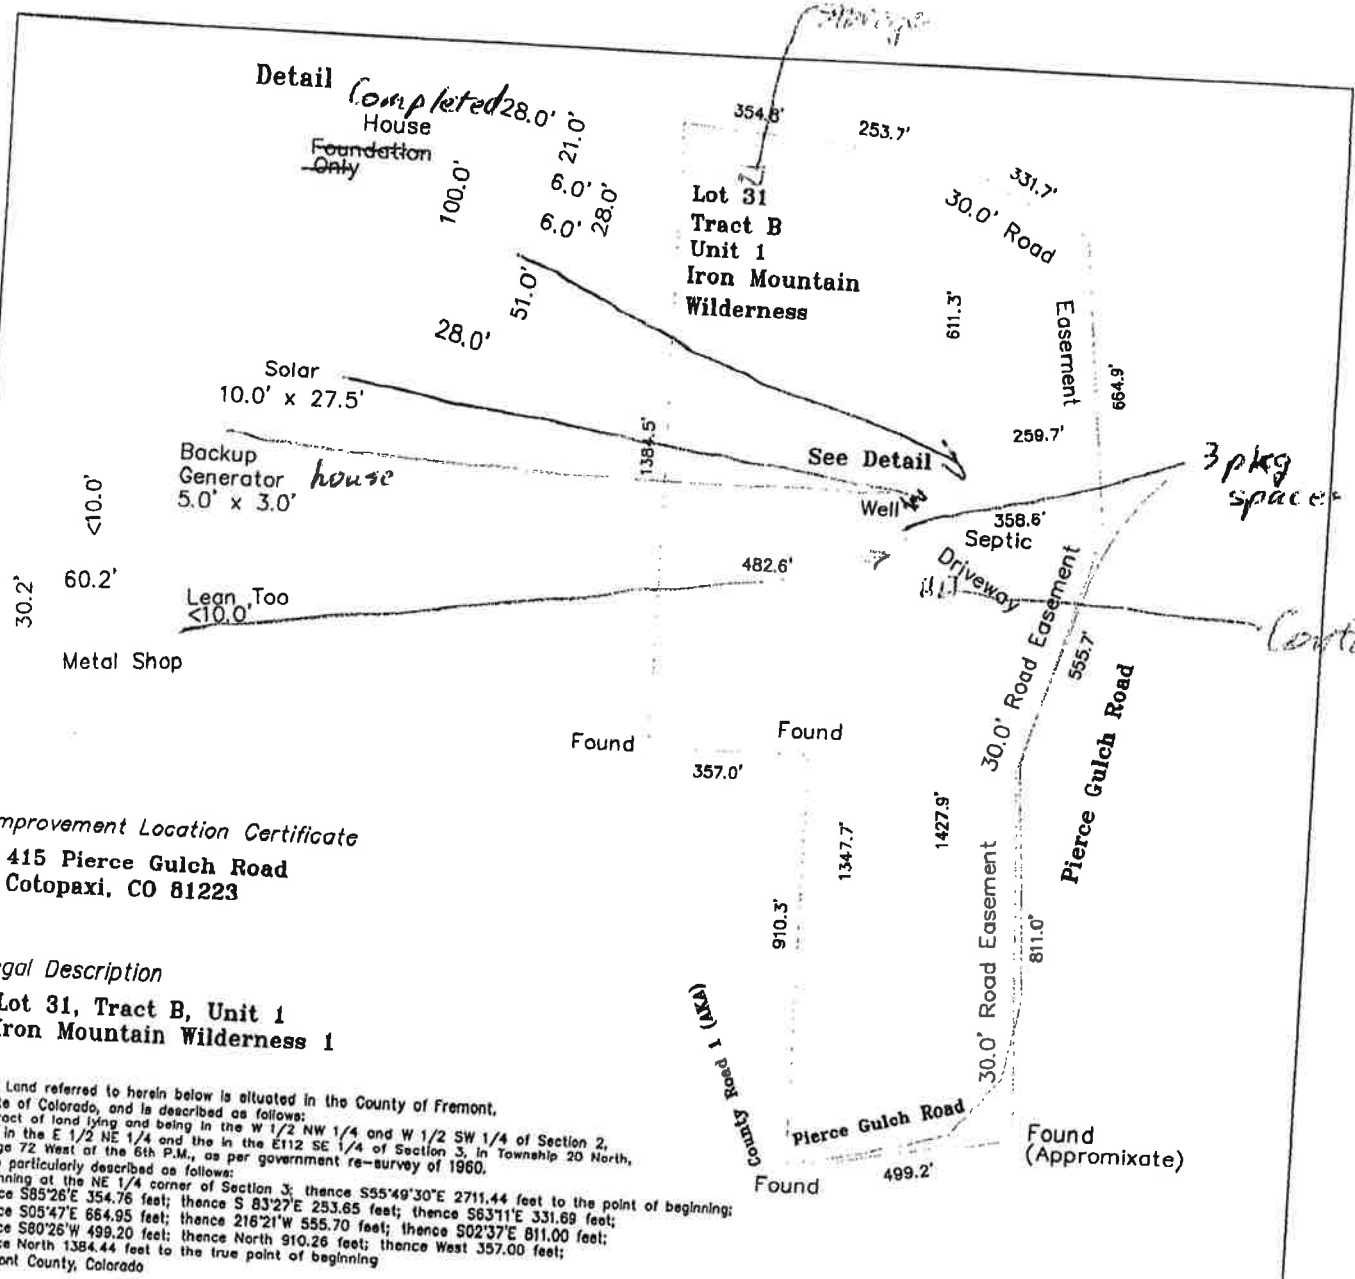 Detail
Completed 28.0'
House
Foundation
Only
100.0'
21.0'
6.0'
6.0'
28.0'
51.0'
28.0'
354.8'
253.7'
331.7'
Lot 31
Tract B
Unit 1
Iron Mountain
Wilderness
30.0' Road
Easement
611.3'
664.9'
259.7'
Solar
10.0' x 27.5'
Backup
Generator house
5.0' x 3.0'
<10.0'
1384.5'
See Detail
Well
3 pkg
spaces
358.6'
Septic
Driveway
482.6'
30.2'
60.2'
Lean Too
<10.0'
Metal Shop
30.0' Road Easement
555.7'
Pierce Gulch Road
Found
Found
357.0'
1347.7'
1427.9'
910.3'
30.0' Road Easement
811.0'
County Road 1 (AKA)
Pierce Gulch Road
499.2'
Found
Found
(Appromixate)
mprovement Location Certificate
415 Pierce Gulch Road
Cotopaxi, CO 81223
gal Description
Lot 31, Tract B, Unit 1
Iron Mountain Wilderness 1
Land referred to herein below is situated in the County of Fremont,
te of Colorado, and is described as follows:
ract of land lying and being in the W 1/2 NW 1/4 and W 1/2 SW 1/4 of Section 2,
in the E 1/2 NE 1/4 and the in the E112 SE 1/4 of Section 3, in Township 20 North,
ge 72 West of the 6th P.M., as per government re-survey of 1960.
e particularly described as follows:
nning at the NE 1/4 corner of Section 3; thence S55°49'30"E 2711.44 feet to the point of beginning;
ce S85°26'E 354.76 feet; thence S 83°27'E 253.65 feet; thence S63°11'E 331.69 feet;
ce S05°47'E 664.95 feet; thence 216°21'W 555.70 feet; thence S02°37'E 811.00 feet;
ce S80°26'W 499.20 feet; thence North 910.26 feet; thence West 357.00 feet;
ce North 1384.44 feet to the true point of beginning
ont County, Colorado